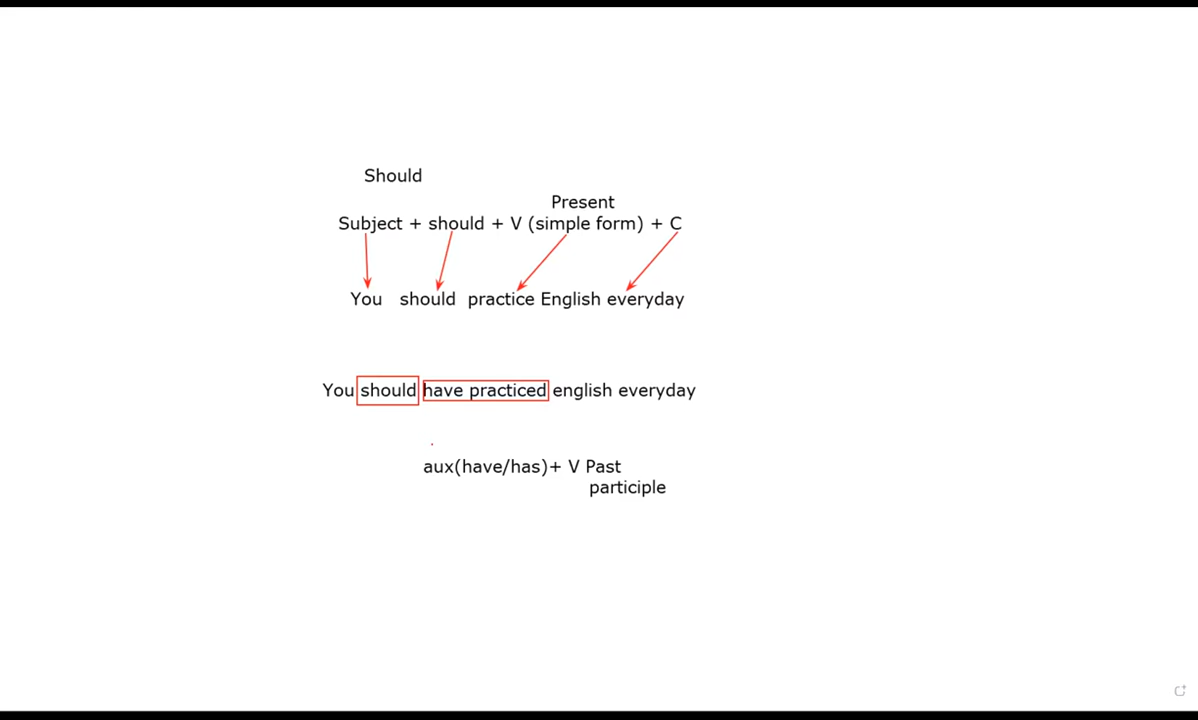 Should
Present
Subject + should + V (simple form) + C
You should practice English everyday
You should have practiced english everyday
aux(have/has)+ V Past
participle